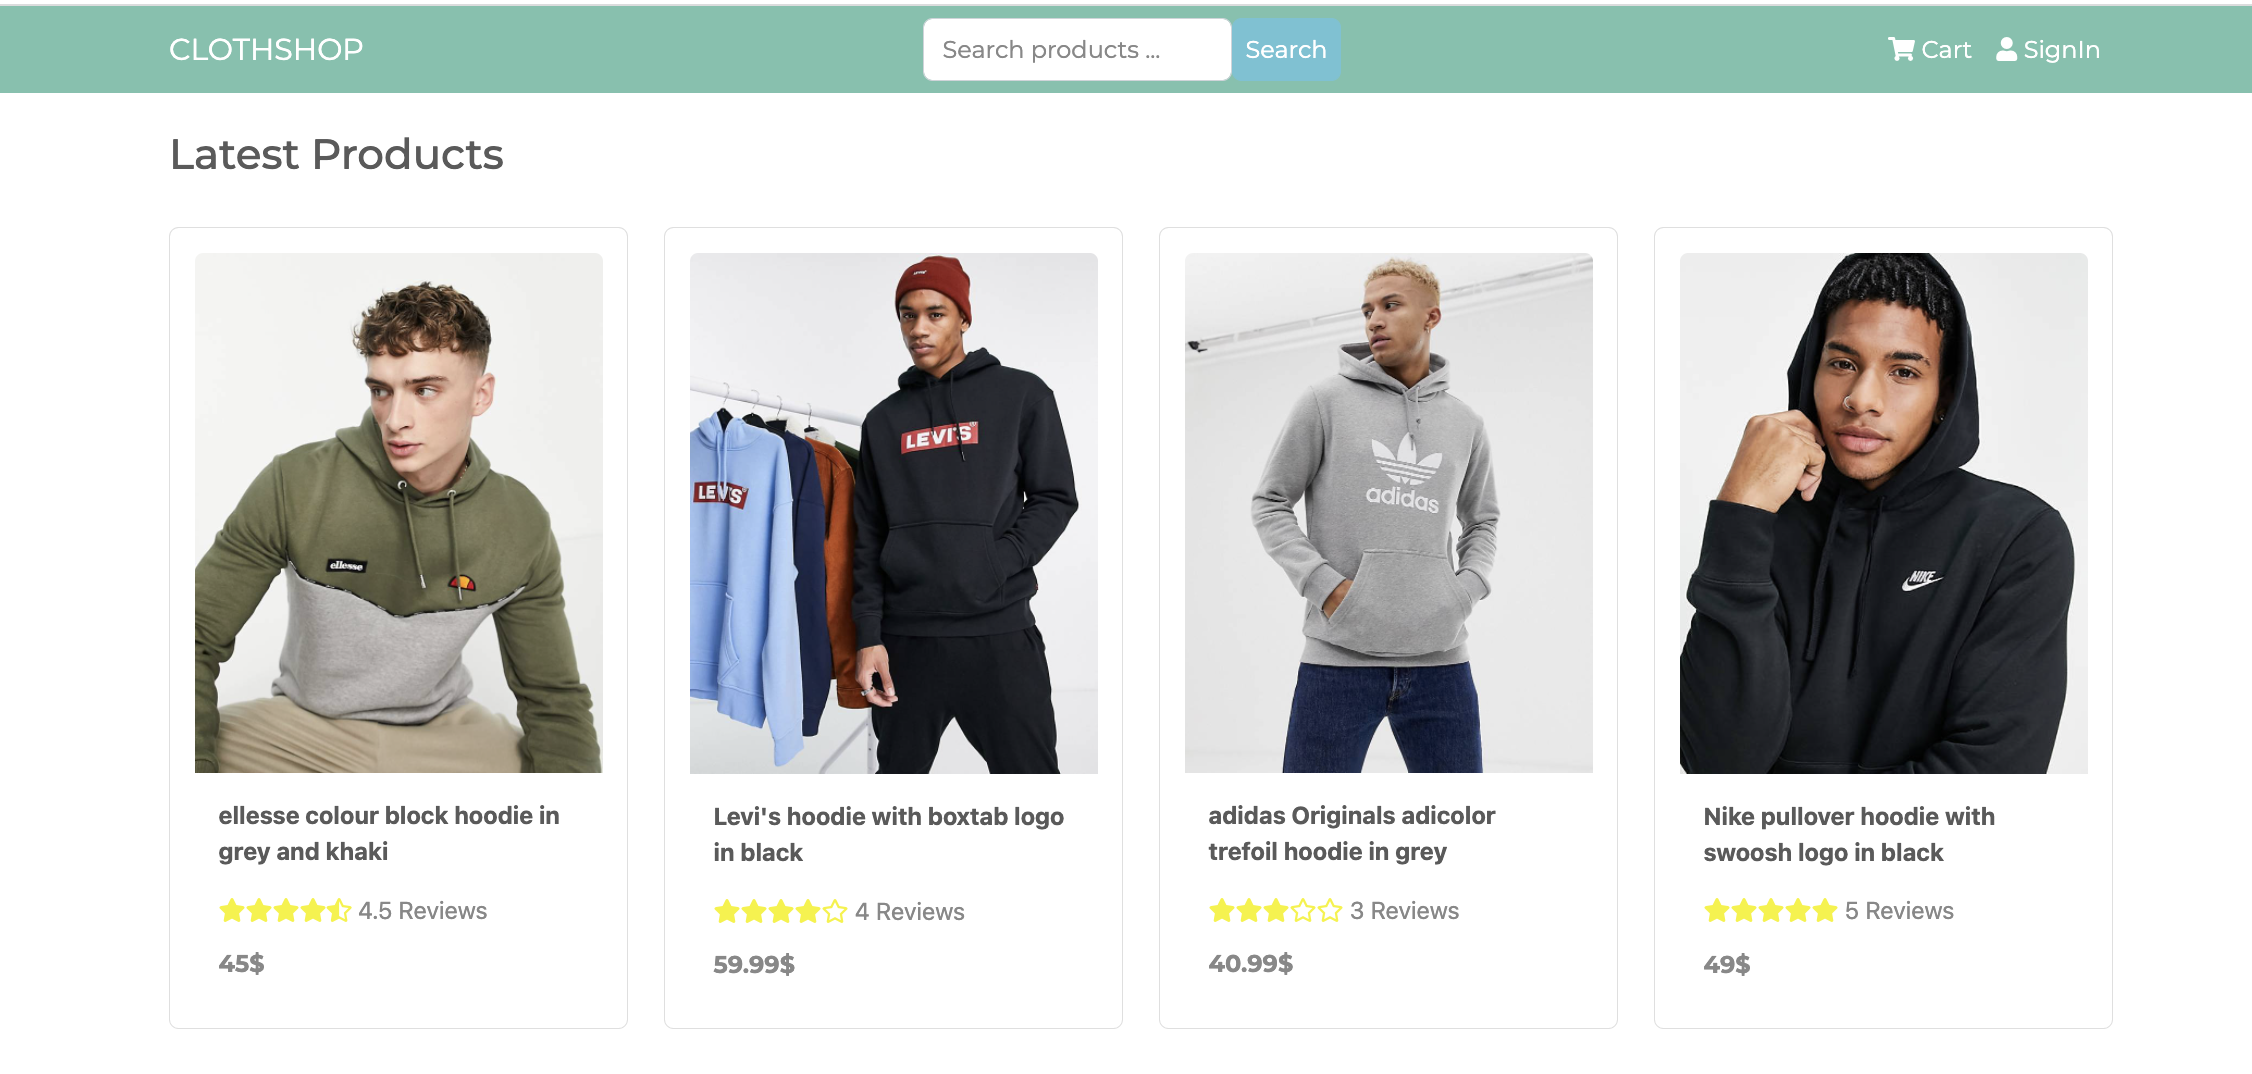 CLOTHSHOP
Search products ...
Search
Cart
SignIn
Latest Products
ellesse
LEVI'S
LEVI'S
adidas
NIKE
ellesse colour block hoodie in
grey and khaki
4.5 Reviews
45$
Levi's hoodie with boxtab logo
in black
4 Reviews
59.99$
adidas Originals adicolor
trefoil hoodie in grey
3 Reviews
40.99$
Nike pullover hoodie with
swoosh logo in black
5 Reviews
49$